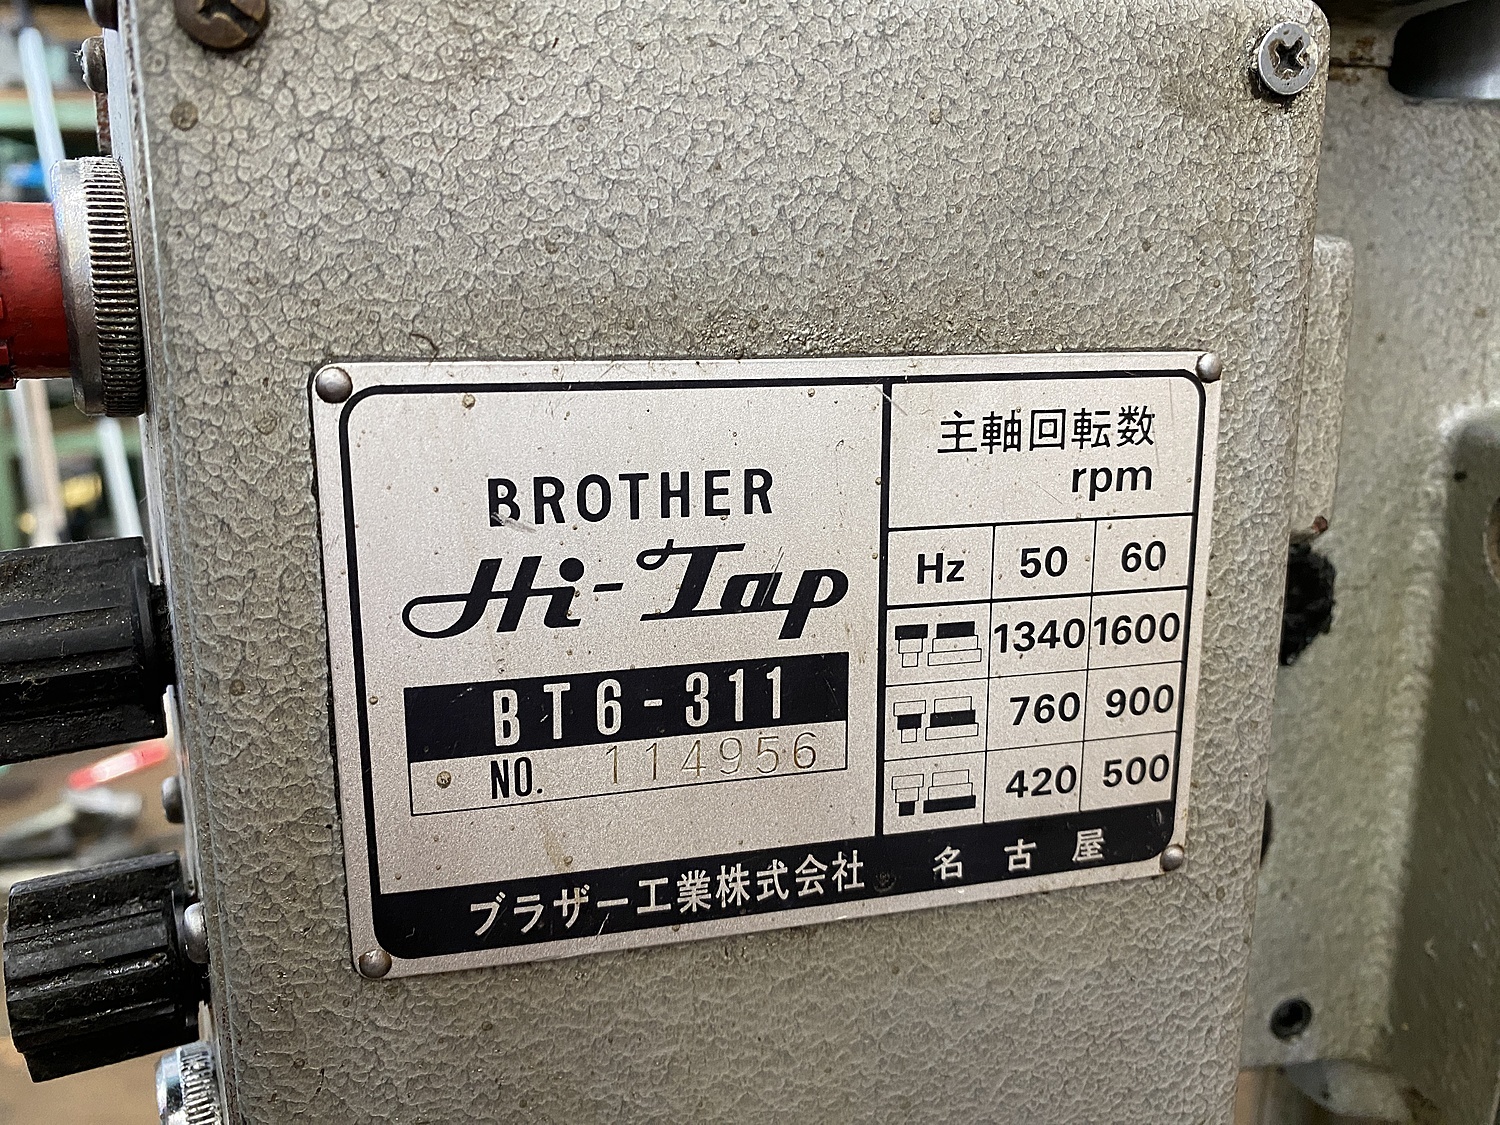 BROTHER
Hi-Tap
BT6-311
NO. 114956
主軸回転数
rpm
Hz 50 60
1340 1600
760 900
420 500
ブラザー工業株式会社 名古屋